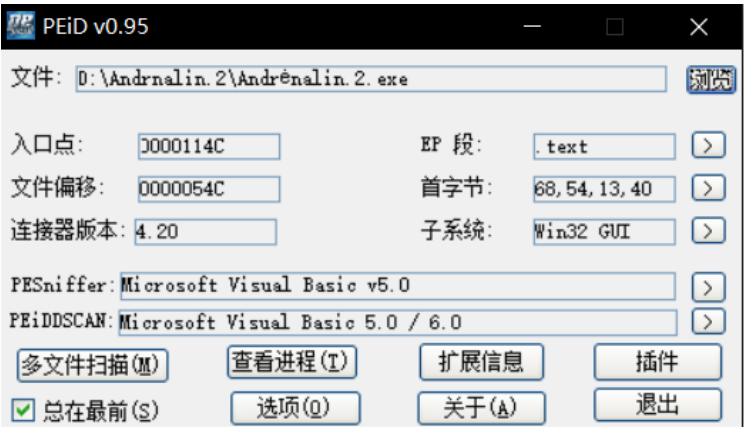 PEiD v0.95
文件: D:\Andrnalin.2\Andrénalin.2.exe 浏览
入口点: 0000114C EP 段: .text >
文件偏移: 0000054C 首字节: 68,54,13,40 >
连接器版本: 4.20 子系统: Win32 GUI >
PESniffer: Microsoft Visual Basic v5.0 >
PEiDDSCAN: Microsoft Visual Basic 5.0 / 6.0 >
多文件扫描(M) 查看进程(T) 扩展信息 插件
总在最前(S) 选项(O) 关于(A) 退出